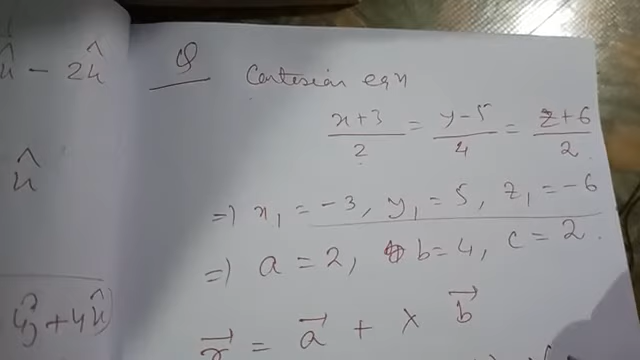 k̂ - 2k̂
k̂
4ĵ + 4k̂)
Q Cartesian eqn
x+3/2 = y-5/4 = z+6/2
=) x₁ = -3, y₁ = 5, z₁ = -6
=) a = 2, b = 4, c = 2.
r⃗ = a⃗ + λ b⃗